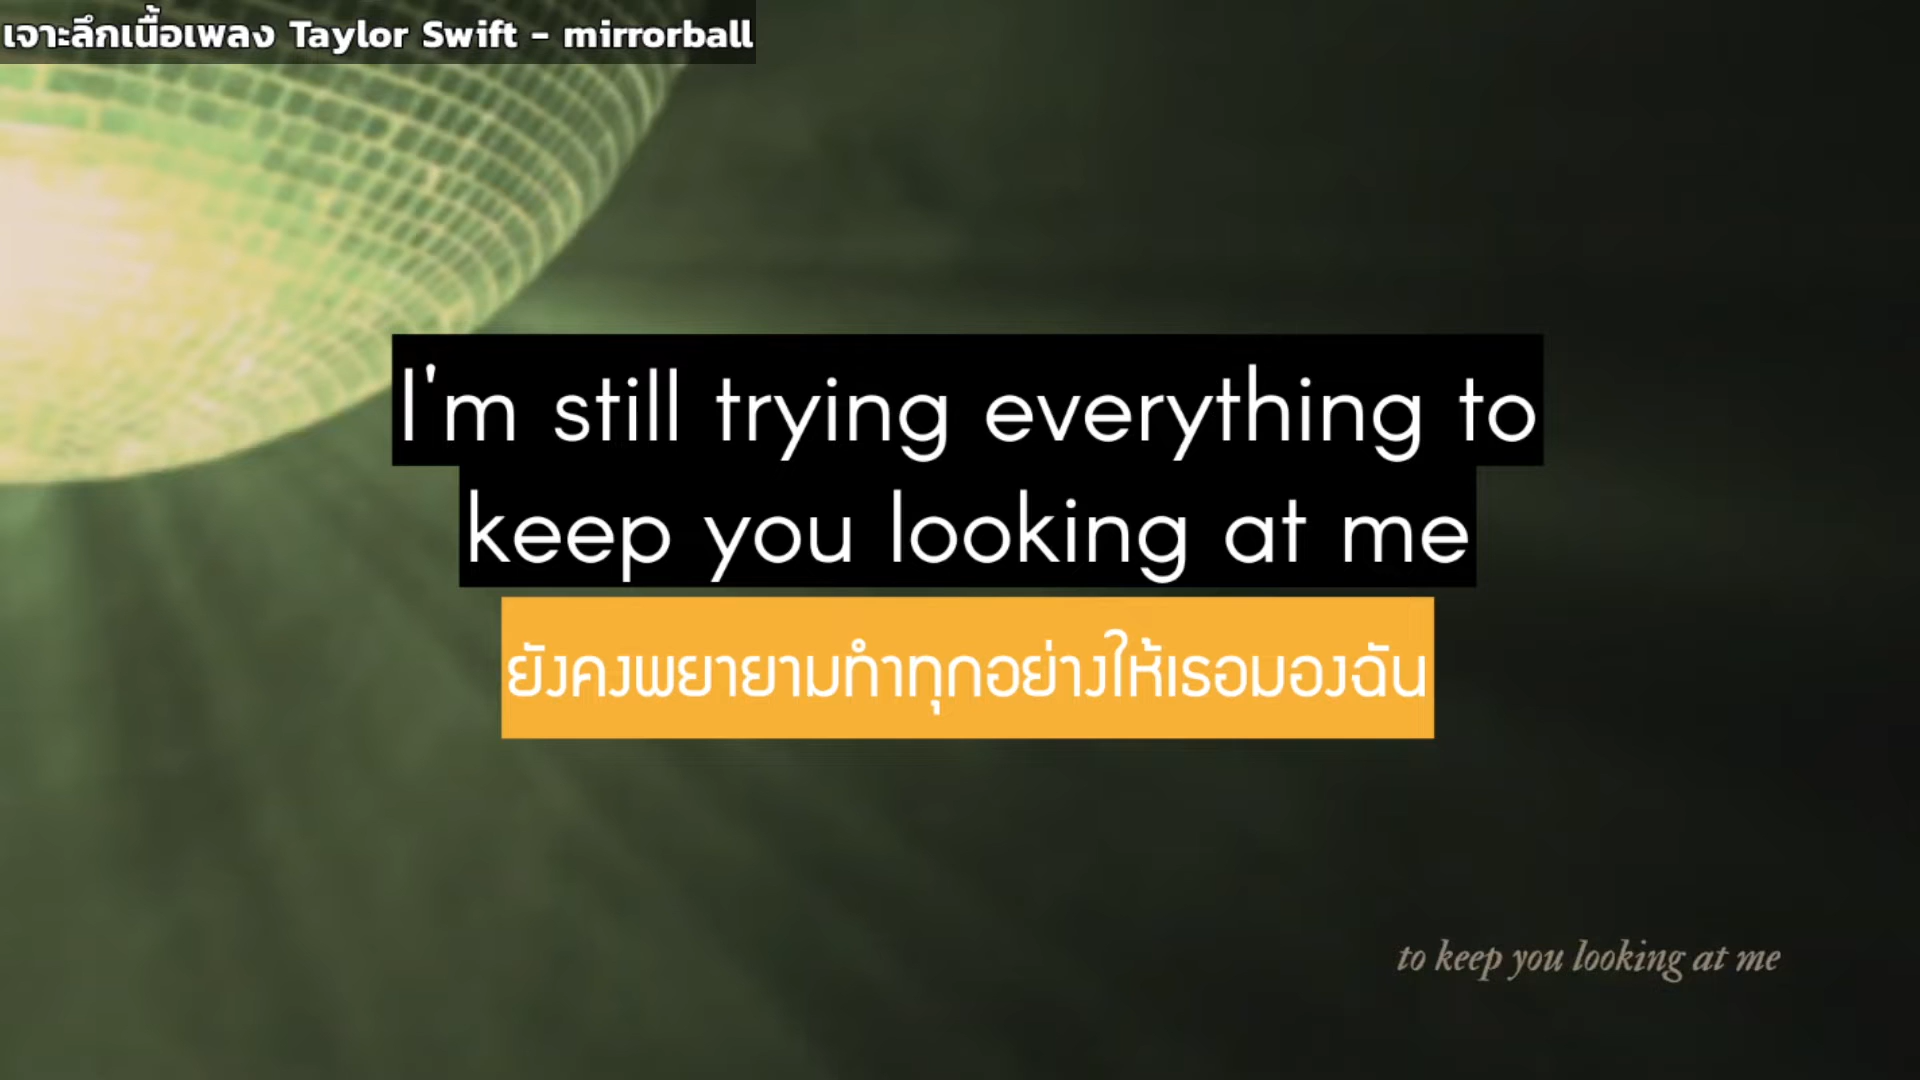 เจาะลึกเนื้อเพลง Taylor Swift - mirrorball
I'm still trying everything to
keep you looking at me
ยังคงพยายามทำทุกอย่างให้เธอมองฉัน
to keep you looking at me